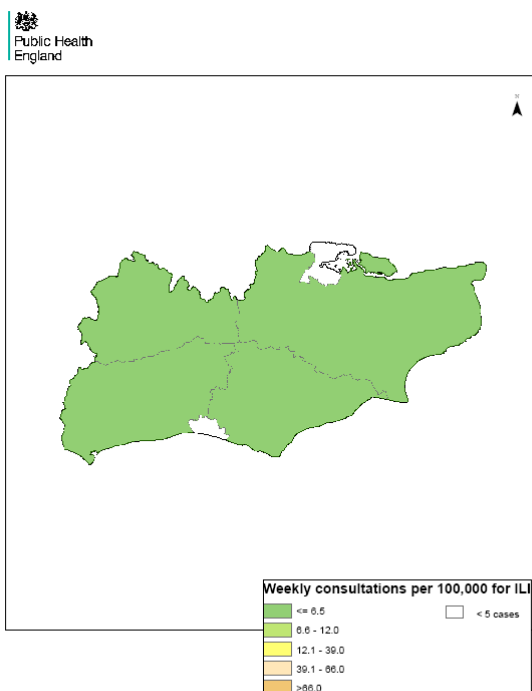 Public Health
England
N
Weekly consultations per 100,000 for ILI
<= 6.5
< 5 cases
6.6 - 12.0
12.1 - 39.0
39.1 - 66.0
>66.0